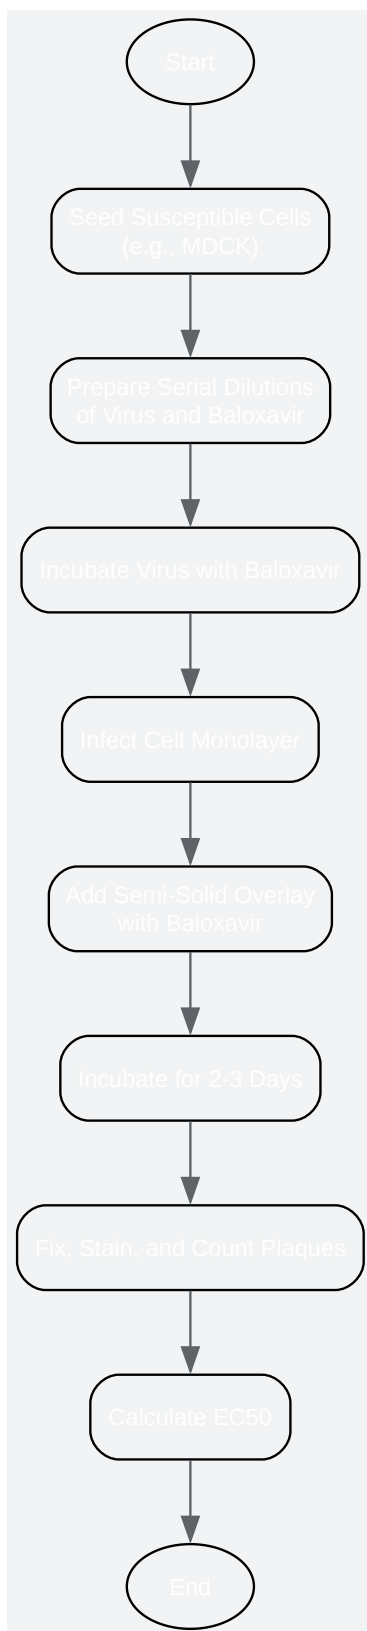 Start
Seed Susceptible Cells
(e.g., MDCK)
Prepare Serial Dilutions
of Virus and Baloxavir
Incubate Virus with Baloxavir
Infect Cell Monolayer
Add Semi-Solid Overlay
with Baloxavir
Incubate for 2-3 Days
Fix, Stain, and Count Plaques
Calculate EC50
End